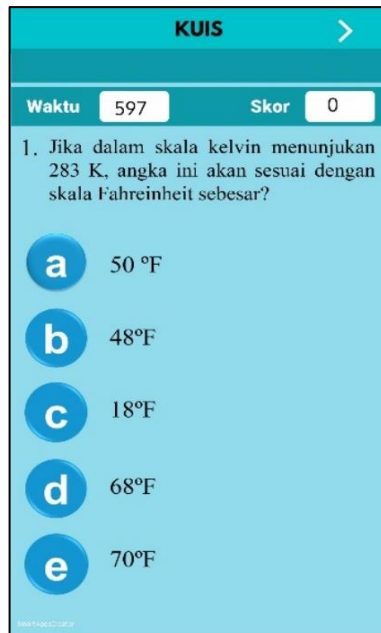 KUIS
Waktu 597 Skor 0
1. Jika dalam skala kelvin menunjukan
283 K, angka ini akan sesuai dengan
skala Fahreinheit sebesar?
a 50 ºF
b 48ºF
c 18ºF
d 68ºF
e 70ºF
SmartAppsCreator